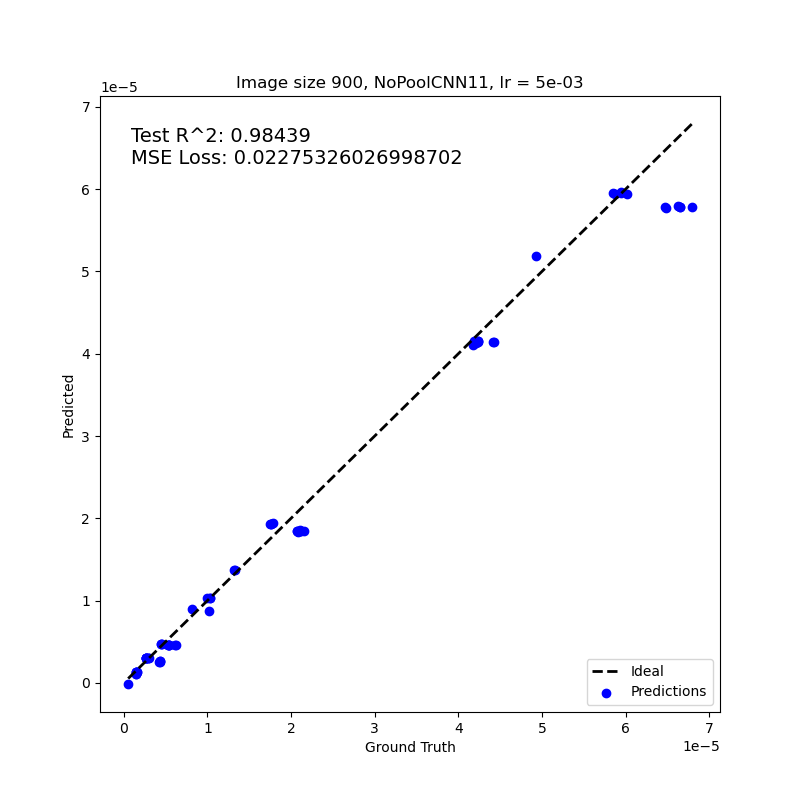 Image size 900, NoPoolCNN11, lr = 5e-03
1e−5
7
6
5
4
3
2
1
0
Predicted
Test R^2: 0.98439
MSE Loss: 0.02275326026998702
Ideal
Predictions
0 1 2 3 4 5 6 7
1e−5
Ground Truth